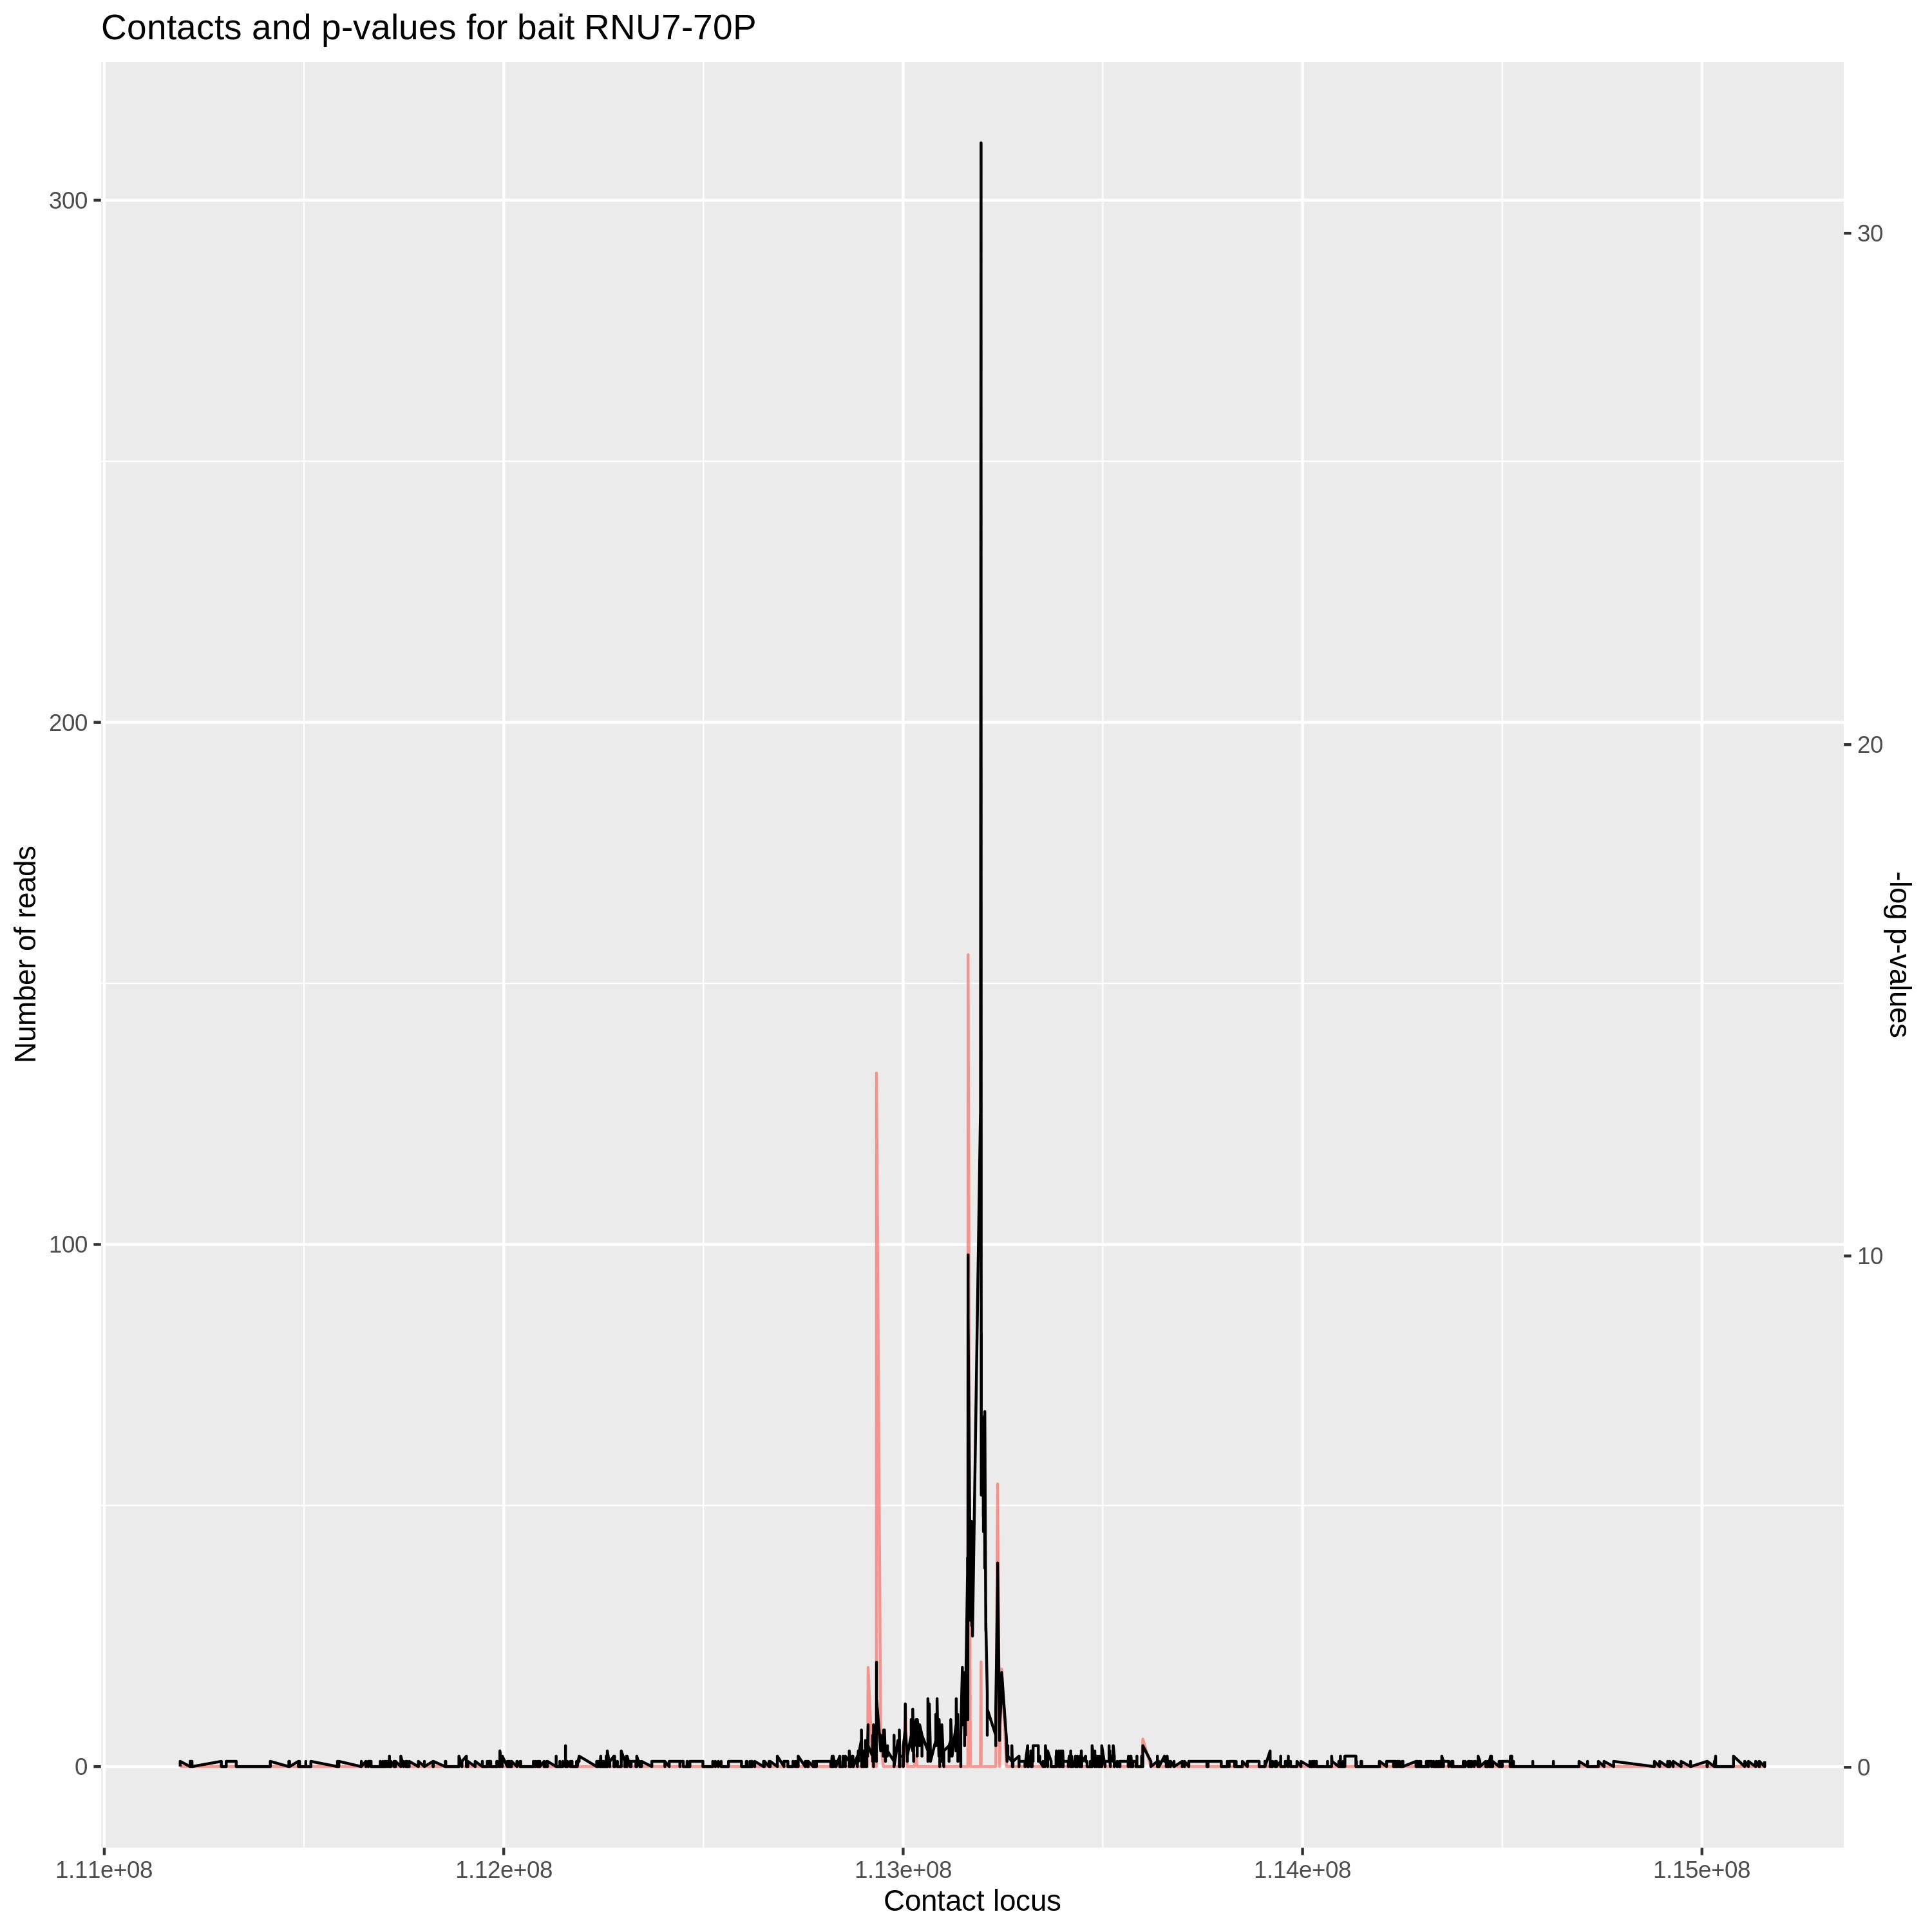 Contacts and p-values for bait RNU7-70P
300
200
100
0
30
20
10
0
Number of reads
-log p-values
1.11e+08
1.12e+08
1.13e+08
1.14e+08
1.15e+08
Contact locus